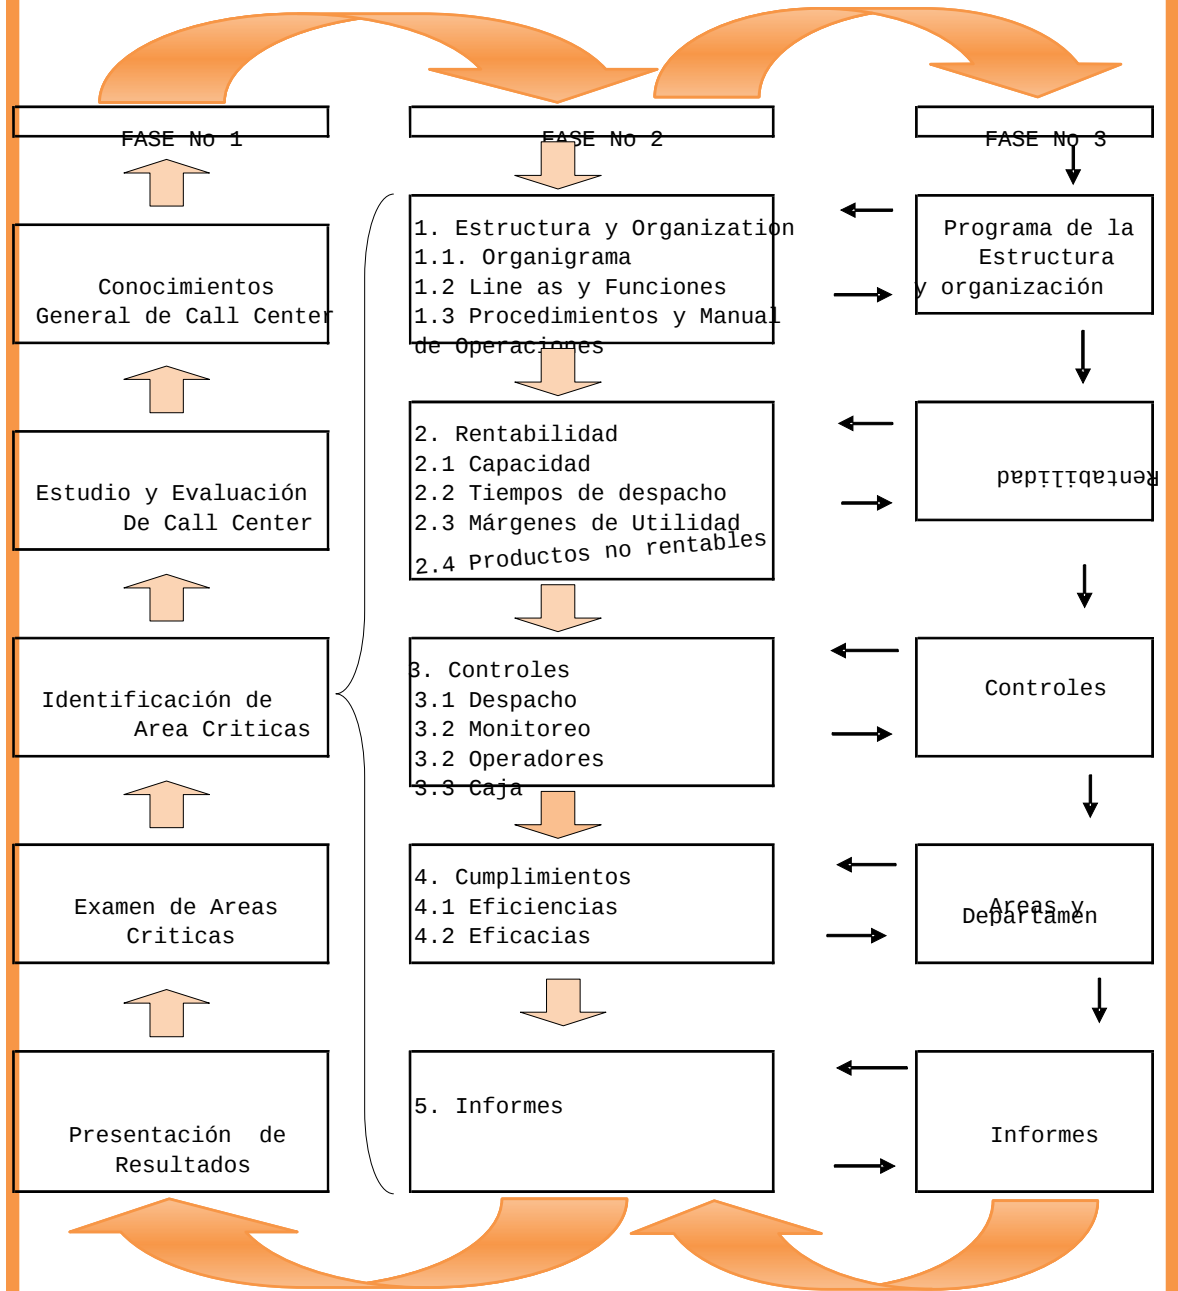 FASE No 1
Conocimientos
General de Call Center
Estudio y Evaluación
De Call Center
Identificación de
Area Criticas
Examen de Areas
Criticas
Presentación de
Resultados
FASE No 2
1. Estructura y Organization
1.1. Organigrama
1.2 Line as y Funciones
1.3 Procedimientos y Manual
de Operaciones
2. Rentabilidad
2.1 Capacidad
2.2 Tiempos de despacho
2.3 Márgenes de Utilidad
2.4 Productos no rentables
3. Controles
3.1 Despacho
3.2 Monitoreo
3.2 Operadores
3.3 Caja
4. Cumplimientos
4.1 Eficiencias
4.2 Eficacias
5. Informes
FASE No 3
Programa de la
Estructura
y organización
Rentabilidad
Controles
Areas y
Departamen
Informes